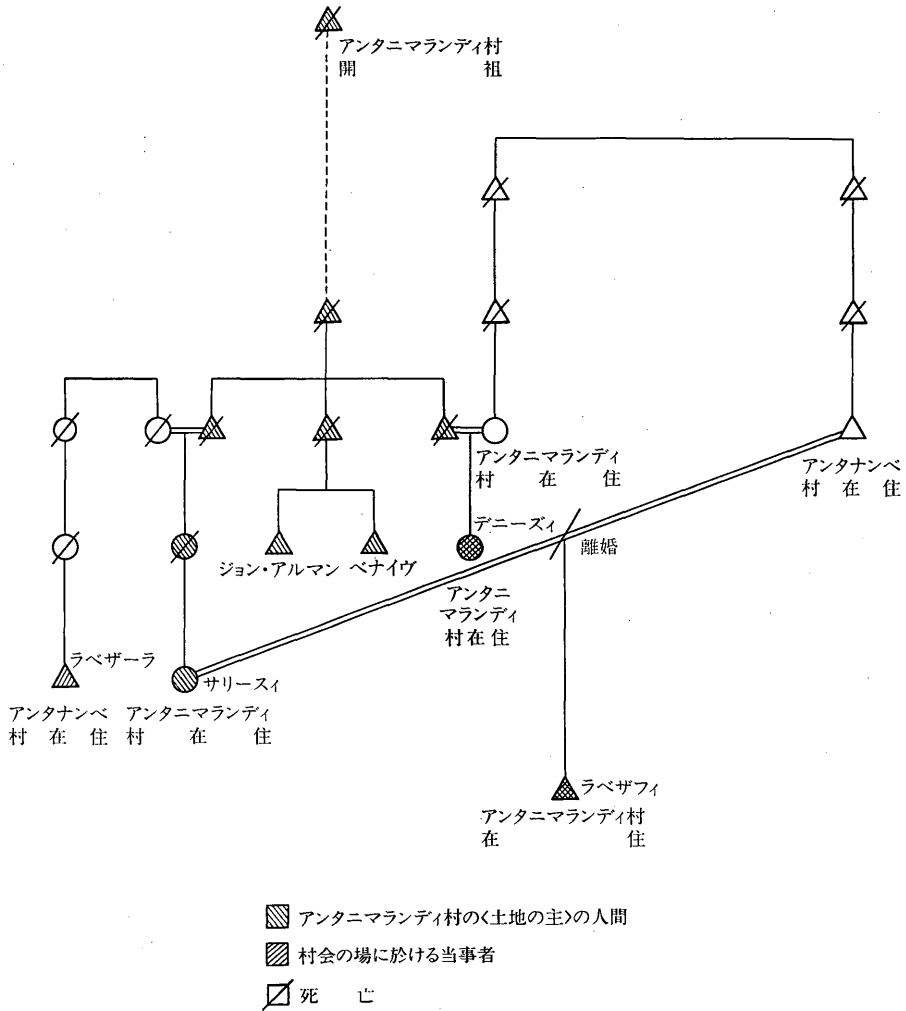 アンタニマランディ村
開祖
アンタニマランディ
村在住
アンタナンベ
村在住
デニーズィ
離婚
ジョン・アルマン ベナイヴ
アンタニ
マランディ
村在住
ラベザーラ
サリースィ
アンタナンベ
村在住
アンタニマランディ
村在住
ラベザフィ
アンタニマランディ村
在住
アンタニマランディ村の〈土地の主〉の人間
村会の場に於ける当事者
死亡